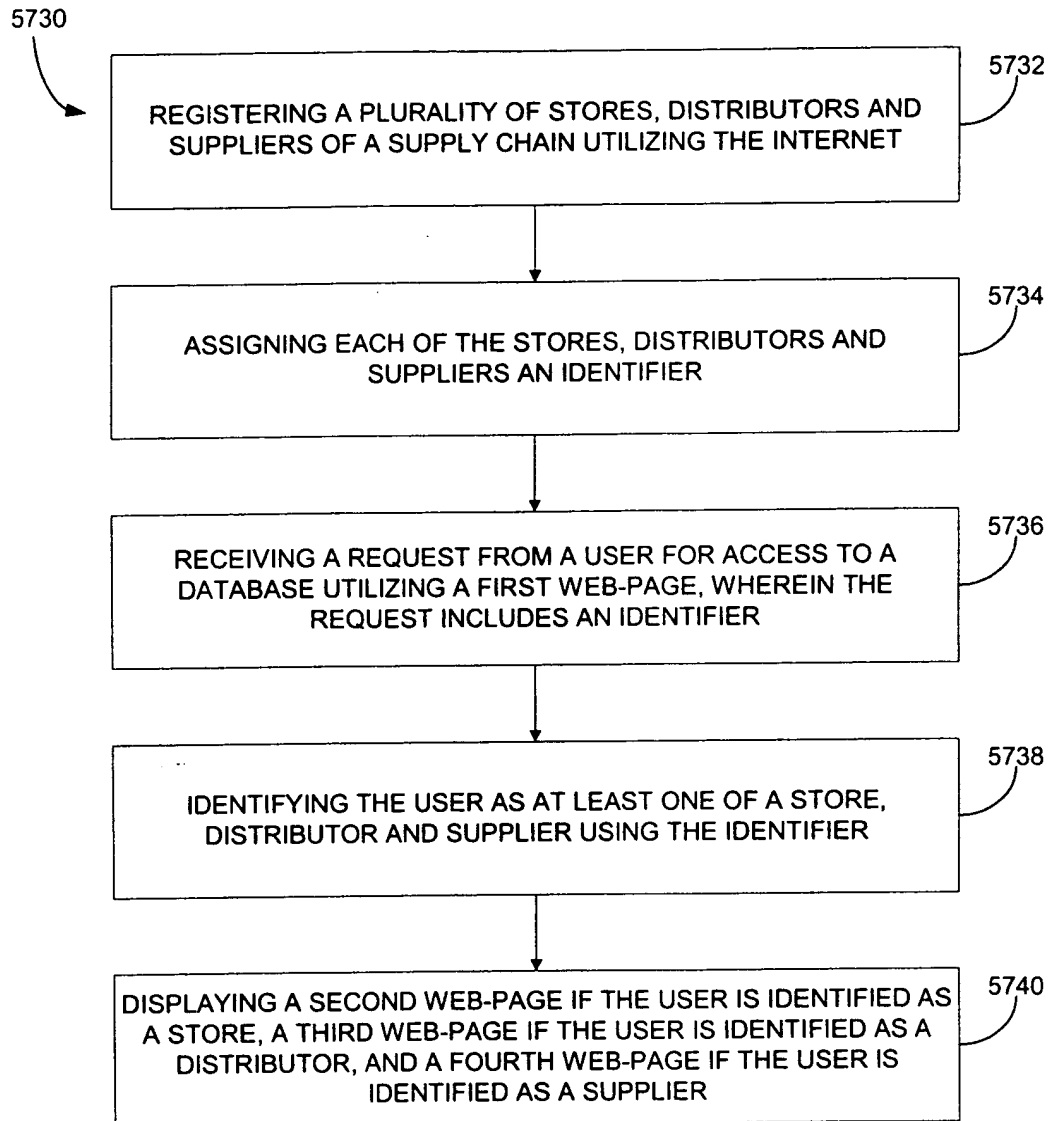 5730
5732
REGISTERING A PLURALITY OF STORES, DISTRIBUTORS AND
SUPPLIERS OF A SUPPLY CHAIN UTILIZING THE INTERNET
5734
ASSIGNING EACH OF THE STORES, DISTRIBUTORS AND
SUPPLIERS AN IDENTIFIER
5736
RECEIVING A REQUEST FROM A USER FOR ACCESS TO A
DATABASE UTILIZING A FIRST WEB-PAGE, WHEREIN THE
REQUEST INCLUDES AN IDENTIFIER
5738
IDENTIFYING THE USER AS AT LEAST ONE OF A STORE,
DISTRIBUTOR AND SUPPLIER USING THE IDENTIFIER
5740
DISPLAYING A SECOND WEB-PAGE IF THE USER IS IDENTIFIED AS
A STORE, A THIRD WEB-PAGE IF THE USER IS IDENTIFIED AS A
DISTRIBUTOR, AND A FOURTH WEB-PAGE IF THE USER IS
IDENTIFIED AS A SUPPLIER